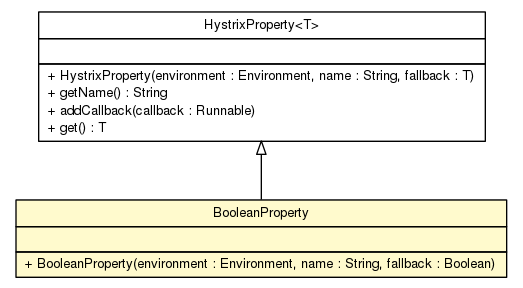 HystrixProperty<T>
+ HystrixProperty(environment : Environment, name : String, fallback : T)
+ getName() : String
+ addCallback(callback : Runnable)
+ get() : T
BooleanProperty
+ BooleanProperty(environment : Environment, name : String, fallback : Boolean)